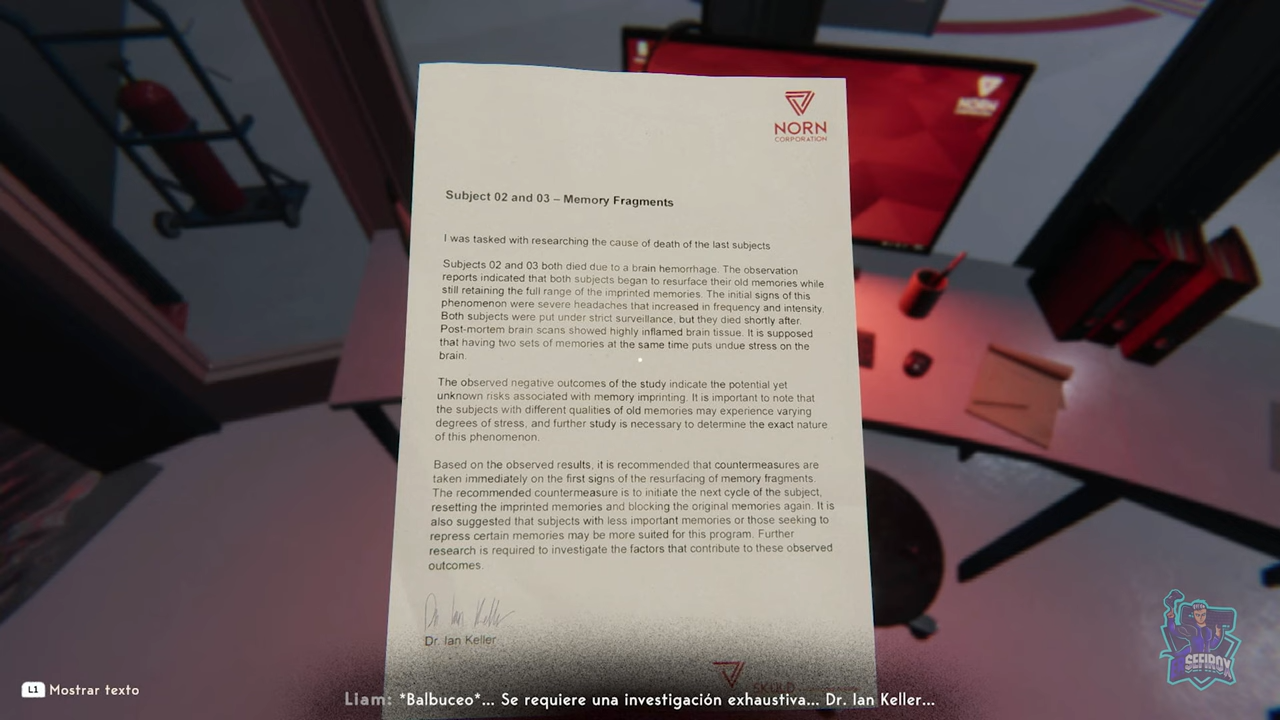 NORN
CORPORATION
NORN
Subject 02 and 03 – Memory Fragments
I was tasked with researching the cause of death of the last subjects
Subjects 02 and 03 both died due to a brain hemorrhage. The observation
reports indicated that both subjects began to resurface their old memories while
still retaining the full range of the imprinted memories. The initial signs of this
phenomenon were severe headaches that increased in frequency and intensity.
Both subjects were put under strict surveillance, but they died shortly after.
Post-mortem brain scans showed highly inflamed brain tissue. It is supposed
that having two sets of memories at the same time puts undue stress on the
brain.
The observed negative outcomes of the study indicate the potential yet
unknown risks associated with memory imprinting. It is important to note that
the subjects with different qualities of old memories may experience varying
degrees of stress, and further study is necessary to determine the exact nature
of this phenomenon.
Based on the observed results, it is recommended that countermeasures are
taken immediately on the first signs of the resurfacing of memory fragments.
The recommended countermeasure is to initiate the next cycle of the subject,
resetting the imprinted memories and blocking the original memories again. It is
also suggested that subjects with less important memories or those seeking to
repress certain memories may be more suited for this program. Further
research is required to investigate the factors that contribute to these observed
outcomes.
Dr. Ian Keller
Dr. Ian Keller
SKULD
SEFIROX
L1 Mostrar texto
Liam: *Balbuceo*... Se requiere una investigación exhaustiva... Dr. Ian Keller...